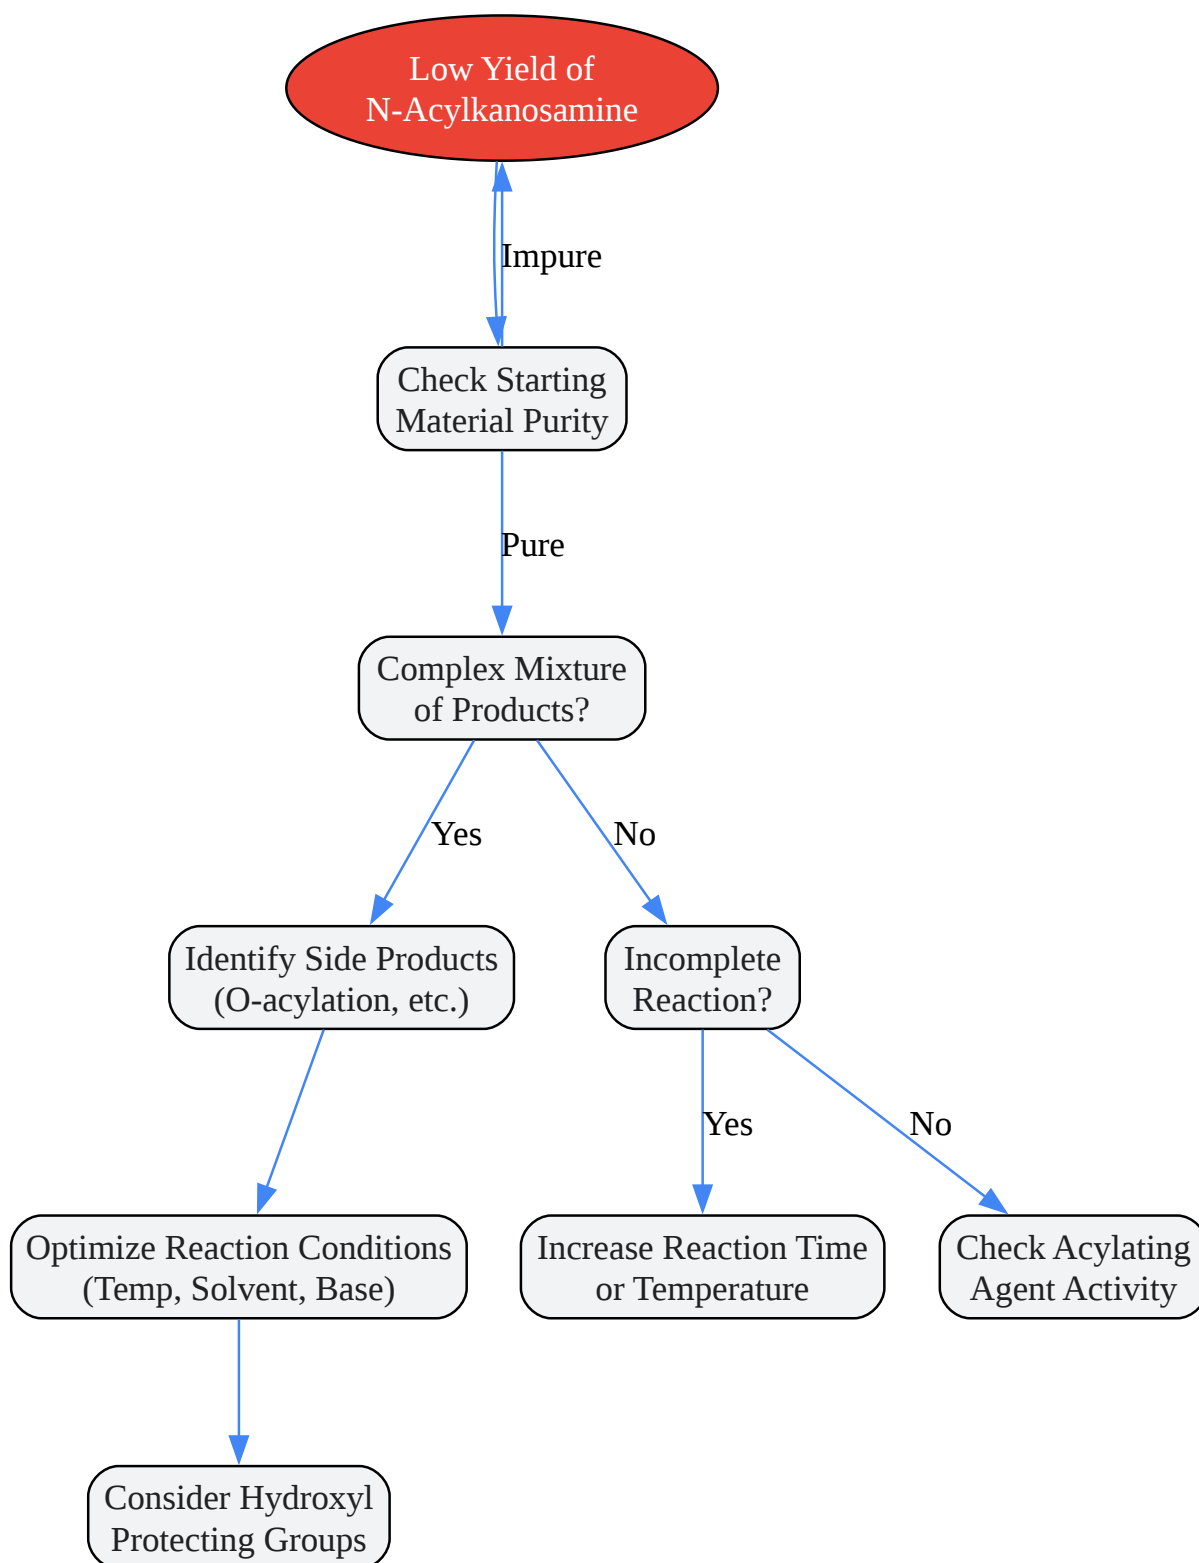 Low Yield of
N-Acylkanosamine
Impure
Check Starting
Material Purity
Pure
Complex Mixture
of Products?
Yes
No
Identify Side Products
(O-acylation, etc.)
Incomplete
Reaction?
Yes
No
Optimize Reaction Conditions
(Temp, Solvent, Base)
Increase Reaction Time
or Temperature
Check Acylating
Agent Activity
Consider Hydroxyl
Protecting Groups